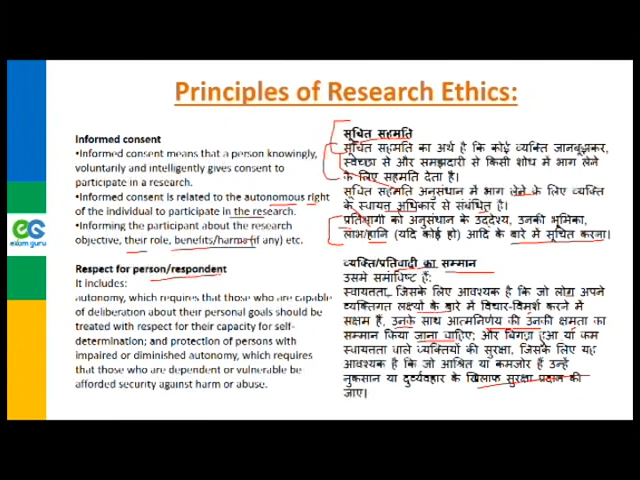 Principles of Research Ethics:
Informed consent
•Informed consent means that a person knowingly,
voluntarily and intelligently gives consent to
participate in a research.
•Informed consent is related to the autonomous right
of the individual to participate in the research.
•Informing the participant about the research
objective, their role, benefits/harms (if any) etc.
Respect for person/respondent
It includes:
autonomy, which requires that those who are capable
of deliberation about their personal goals should be
treated with respect for their capacity for self-
determination; and protection of persons with
impaired or diminished autonomy, which requires
that those who are dependent or vulnerable be
afforded security against harm or abuse.
सूचित सहमति
सूचित सहमति का अर्थ है कि कोई व्यक्ति जानबूझकर,
स्वेच्छा से और समझदारी से किसी शोध में भाग लेने
के लिए सहमति देता है।
सूचित सहमति अनुसंधान में भाग लेने के लिए व्यक्ति
के स्वायत्त अधिकार से संबंधित है।
प्रतिभागी को अनुसंधान के उद्देश्य, उनकी भूमिका,
लाभ/हानि (यदि कोई हो) आदि के बारे में सूचित करना।
व्यक्ति/प्रतिवादी का सम्मान
उसमे समाविष्ट हैं:
स्वायत्तता, जिसके लिए आवश्यक है कि जो लोग अपने
व्यक्तिगत लक्ष्यों के बारे में विचार-विमर्श करने में
सक्षम हैं, उनके साथ आत्मनिर्णय की उनकी क्षमता का
सम्मान किया जाना चाहिए; और बिगड़ा हुआ या कम
स्वायत्तता वाले व्यक्तियों की सुरक्षा, जिसके लिए यह
आवश्यक है कि जो आश्रित या कमजोर हैं उन्हें
नुकसान या दुर्व्यवहार के खिलाफ सुरक्षा प्रदान की
जाए।
exam guru